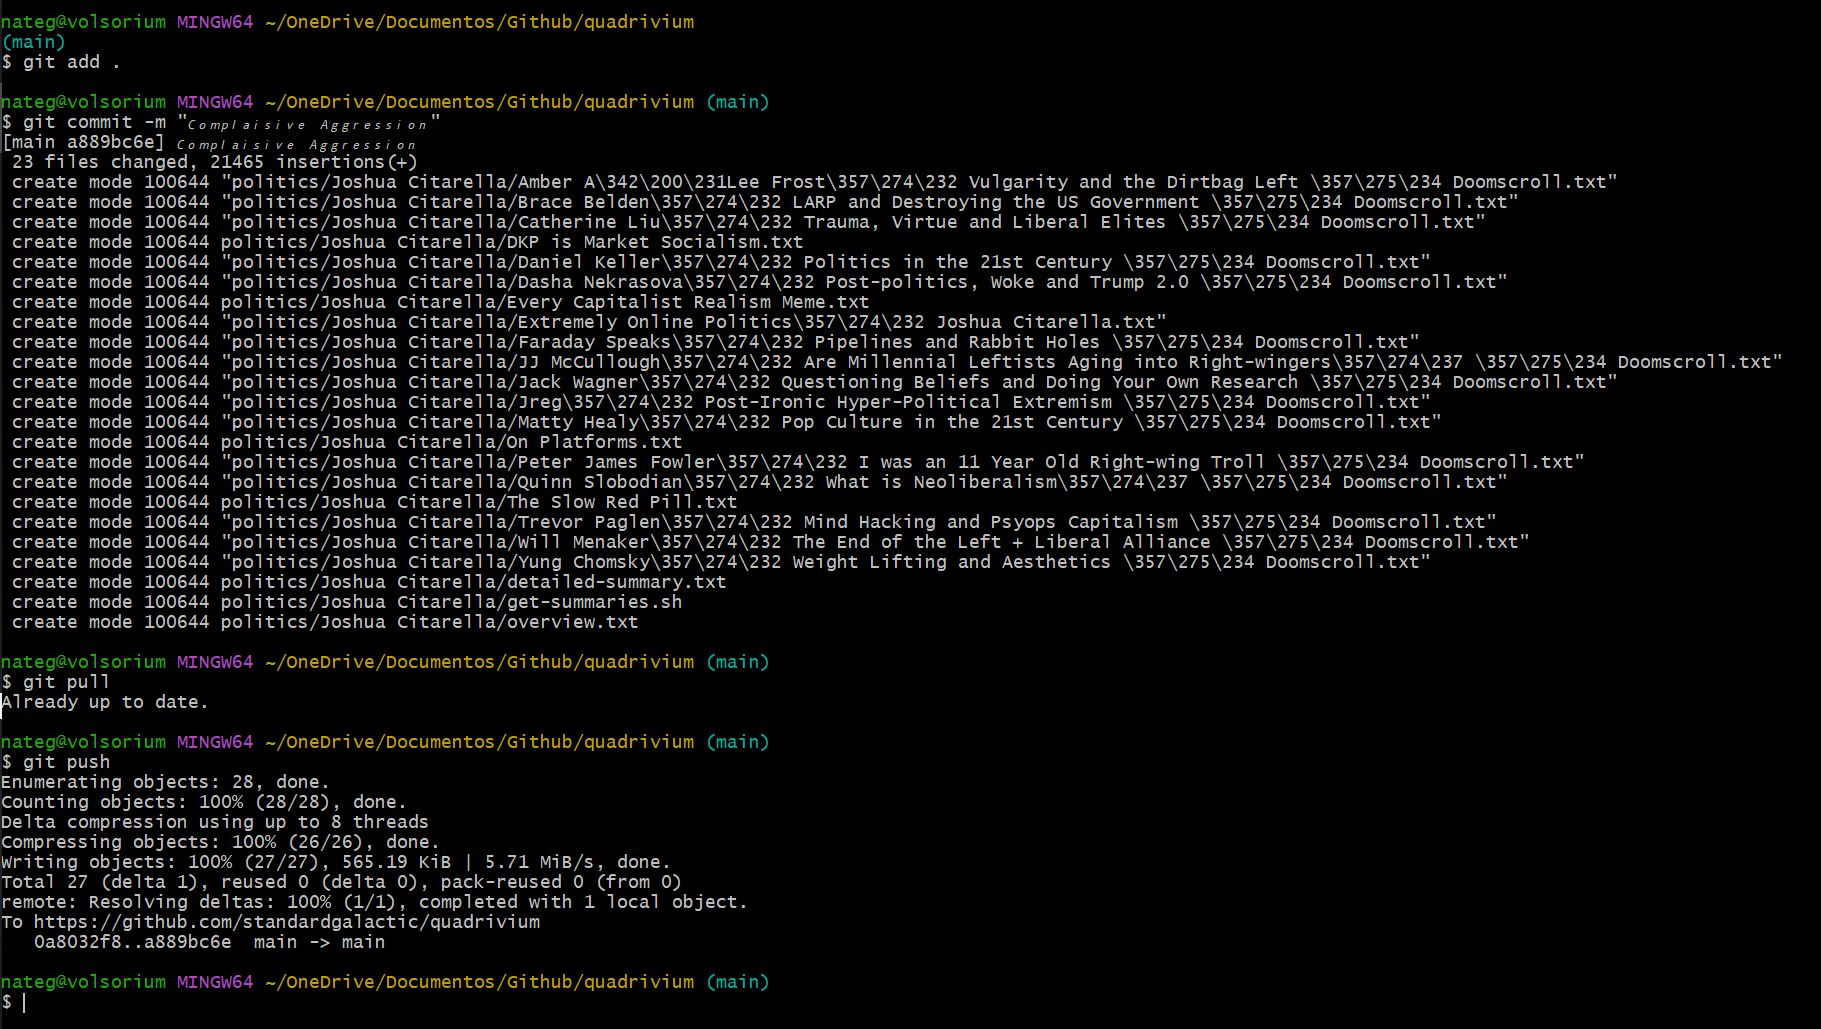 nateg@volsorium MINGW64 ~/OneDrive/Documentos/Github/quadrivium
(main)
$ git add .
nateg@volsorium MINGW64 ~/OneDrive/Documentos/Github/quadrivium (main)
$ git commit -m "𝘊𝘰𝘮𝘱𝘭𝘢𝘪𝘴𝘪𝘷𝘦 𝘈𝘨𝘨𝘳𝘦𝘴𝘴𝘪𝘰𝘯"
[main a889bc6e] 𝘊𝘰𝘮𝘱𝘭𝘢𝘪𝘴𝘪𝘷𝘦 𝘈𝘨𝘨𝘳𝘦𝘴𝘴𝘪𝘰𝘯
 23 files changed, 21465 insertions(+)
 create mode 100644 "politics/Joshua Citarella/Amber A\342\200\231Lee Frost\357\274\232 Vulgarity and the Dirtbag Left \357\275\234 Doomscroll.txt"
 create mode 100644 "politics/Joshua Citarella/Brace Belden\357\274\232 LARP and Destroying the US Government \357\275\234 Doomscroll.txt"
 create mode 100644 "politics/Joshua Citarella/Catherine Liu\357\274\232 Trauma, Virtue and Liberal Elites \357\275\234 Doomscroll.txt"
 create mode 100644 politics/Joshua Citarella/DKP is Market Socialism.txt
 create mode 100644 "politics/Joshua Citarella/Daniel Keller\357\274\232 Politics in the 21st Century \357\275\234 Doomscroll.txt"
 create mode 100644 "politics/Joshua Citarella/Dasha Nekrasova\357\274\232 Post-politics, Woke and Trump 2.0 \357\275\234 Doomscroll.txt"
 create mode 100644 politics/Joshua Citarella/Every Capitalist Realism Meme.txt
 create mode 100644 "politics/Joshua Citarella/Extremely Online Politics\357\274\232 Joshua Citarella.txt"
 create mode 100644 "politics/Joshua Citarella/Faraday Speaks\357\274\232 Pipelines and Rabbit Holes \357\275\234 Doomscroll.txt"
 create mode 100644 "politics/Joshua Citarella/JJ McCullough\357\274\232 Are Millennial Leftists Aging into Right-wingers\357\274\237 \357\275\234 Doomscroll.txt"
 create mode 100644 "politics/Joshua Citarella/Jack Wagner\357\274\232 Questioning Beliefs and Doing Your Own Research \357\275\234 Doomscroll.txt"
 create mode 100644 "politics/Joshua Citarella/Jreg\357\274\232 Post-Ironic Hyper-Political Extremism \357\275\234 Doomscroll.txt"
 create mode 100644 "politics/Joshua Citarella/Matty Healy\357\274\232 Pop Culture in the 21st Century \357\275\234 Doomscroll.txt"
 create mode 100644 politics/Joshua Citarella/On Platforms.txt
 create mode 100644 "politics/Joshua Citarella/Peter James Fowler\357\274\232 I was an 11 Year Old Right-wing Troll \357\275\234 Doomscroll.txt"
 create mode 100644 "politics/Joshua Citarella/Quinn Slobodian\357\274\232 What is Neoliberalism\357\274\237 \357\275\234 Doomscroll.txt"
 create mode 100644 politics/Joshua Citarella/The Slow Red Pill.txt
 create mode 100644 "politics/Joshua Citarella/Trevor Paglen\357\274\232 Mind Hacking and Psyops Capitalism \357\275\234 Doomscroll.txt"
 create mode 100644 "politics/Joshua Citarella/Will Menaker\357\274\232 The End of the Left + Liberal Alliance \357\275\234 Doomscroll.txt"
 create mode 100644 "politics/Joshua Citarella/Yung Chomsky\357\274\232 Weight Lifting and Aesthetics \357\275\234 Doomscroll.txt"
 create mode 100644 politics/Joshua Citarella/detailed-summary.txt
 create mode 100644 politics/Joshua Citarella/get-summaries.sh
 create mode 100644 politics/Joshua Citarella/overview.txt
nateg@volsorium MINGW64 ~/OneDrive/Documentos/Github/quadrivium (main)
$ git pull
Already up to date.
nateg@volsorium MINGW64 ~/OneDrive/Documentos/Github/quadrivium (main)
$ git push
Enumerating objects: 28, done.
Counting objects: 100% (28/28), done.
Delta compression using up to 8 threads
Compressing objects: 100% (26/26), done.
Writing objects: 100% (27/27), 565.19 KiB | 5.71 MiB/s, done.
Total 27 (delta 1), reused 0 (delta 0), pack-reused 0 (from 0)
remote: Resolving deltas: 100% (1/1), completed with 1 local object.
To https://github.com/standardgalactic/quadrivium
   0a8032f8..a889bc6e  main -> main
nateg@volsorium MINGW64 ~/OneDrive/Documentos/Github/quadrivium (main)
$